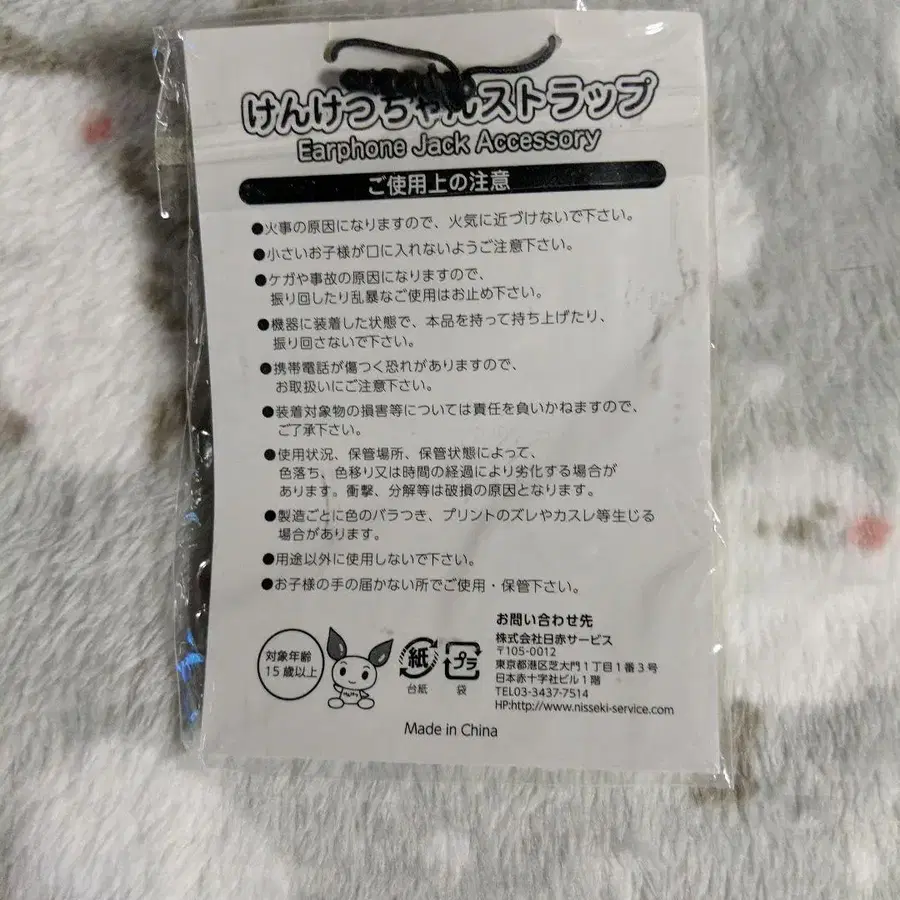 けんけつちゃんストラップ
Earphone Jack Accessory
ご使用上の注意
●火事の原因になりますので、火気に近づけないで下さい。
●小さいお子様が口に入れないようご注意下さい。
●ケガや事故の原因になりますので、
振り回したり乱暴なご使用はお止め下さい。
●機器に装着した状態で、本品を持って持ち上げたり、
振り回さないで下さい。
●携帯電話が傷つく恐れがありますので、
お取扱いにご注意下さい。
●装着対象物の損害等については責任を負いかねますので、
ご了承下さい。
●使用状況、保管場所、保管状態によって、
色落ち、色移り又は時間の経過により劣化する場合が
あります。衝撃、分解等は破損の原因となります。
●製造ごとに色のバラつき、プリントのズレやカスレ等生じる
場合があります。
●用途以外に使用しないで下さい。
●お子様の手の届かない所でご使用・保管下さい。
対象年齢
15歳以上
紙
台紙
プラ
袋
お問い合わせ先
株式会社日赤サービス
〒105-0012
東京都港区芝大門1丁目1番3号
日本赤十字社ビル1階
TEL03-3437-7514
HP:http://www.nisseki-service.com
Made in China